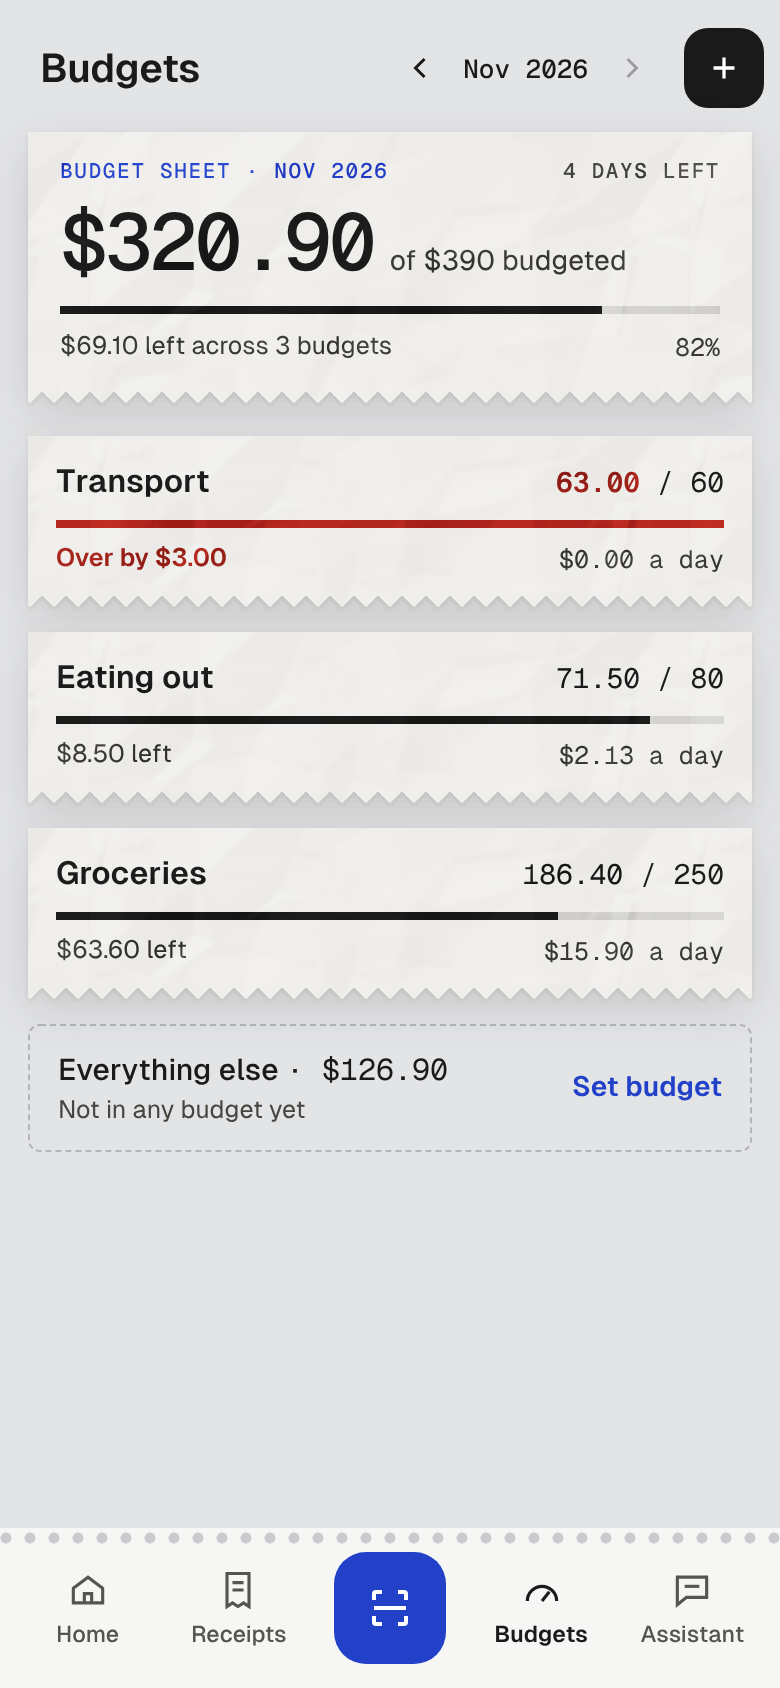 Budgets
Nov 2026
BUDGET SHEET · NOV 2026
4 DAYS LEFT
$320.90 of $390 budgeted
$69.10 left across 3 budgets
82%
Transport
63.00 / 60
Over by $3.00
$0.00 a day
Eating out
71.50 / 80
$8.50 left
$2.13 a day
Groceries
186.40 / 250
$63.60 left
$15.90 a day
Everything else · $126.90
Not in any budget yet
Set budget
Home
Receipts
Budgets
Assistant